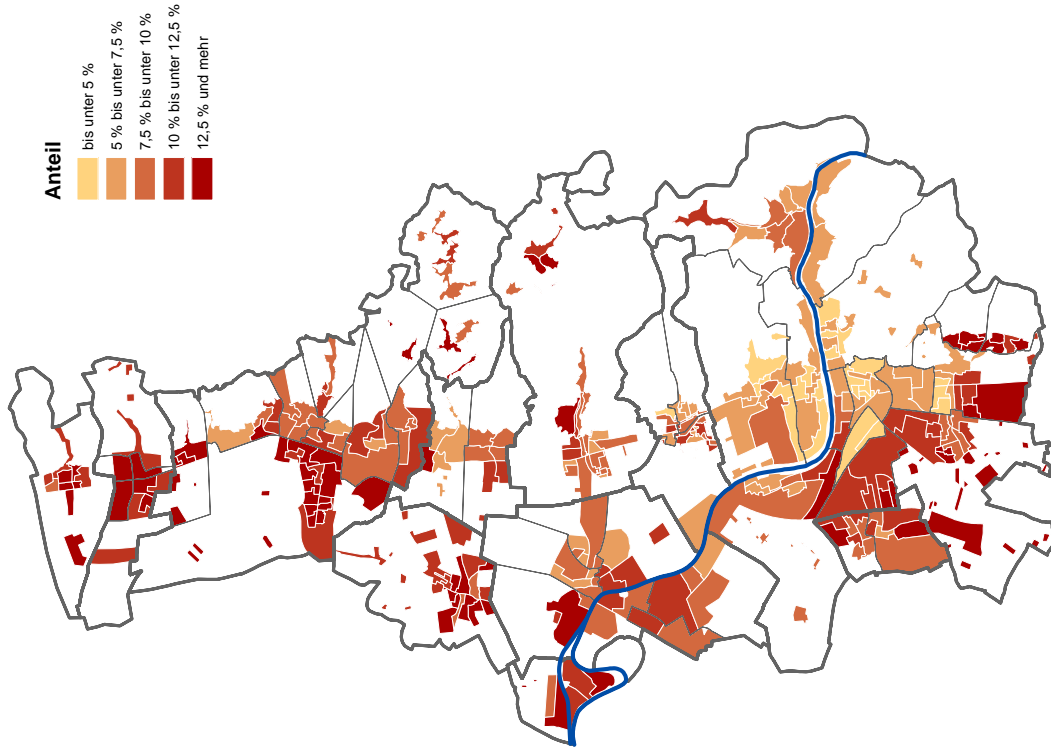 Anteil
bis unter 5 %
5 % bis unter 7,5 %
7,5 % bis unter 10 %
10 % bis unter 12,5 %
12,5 % und mehr